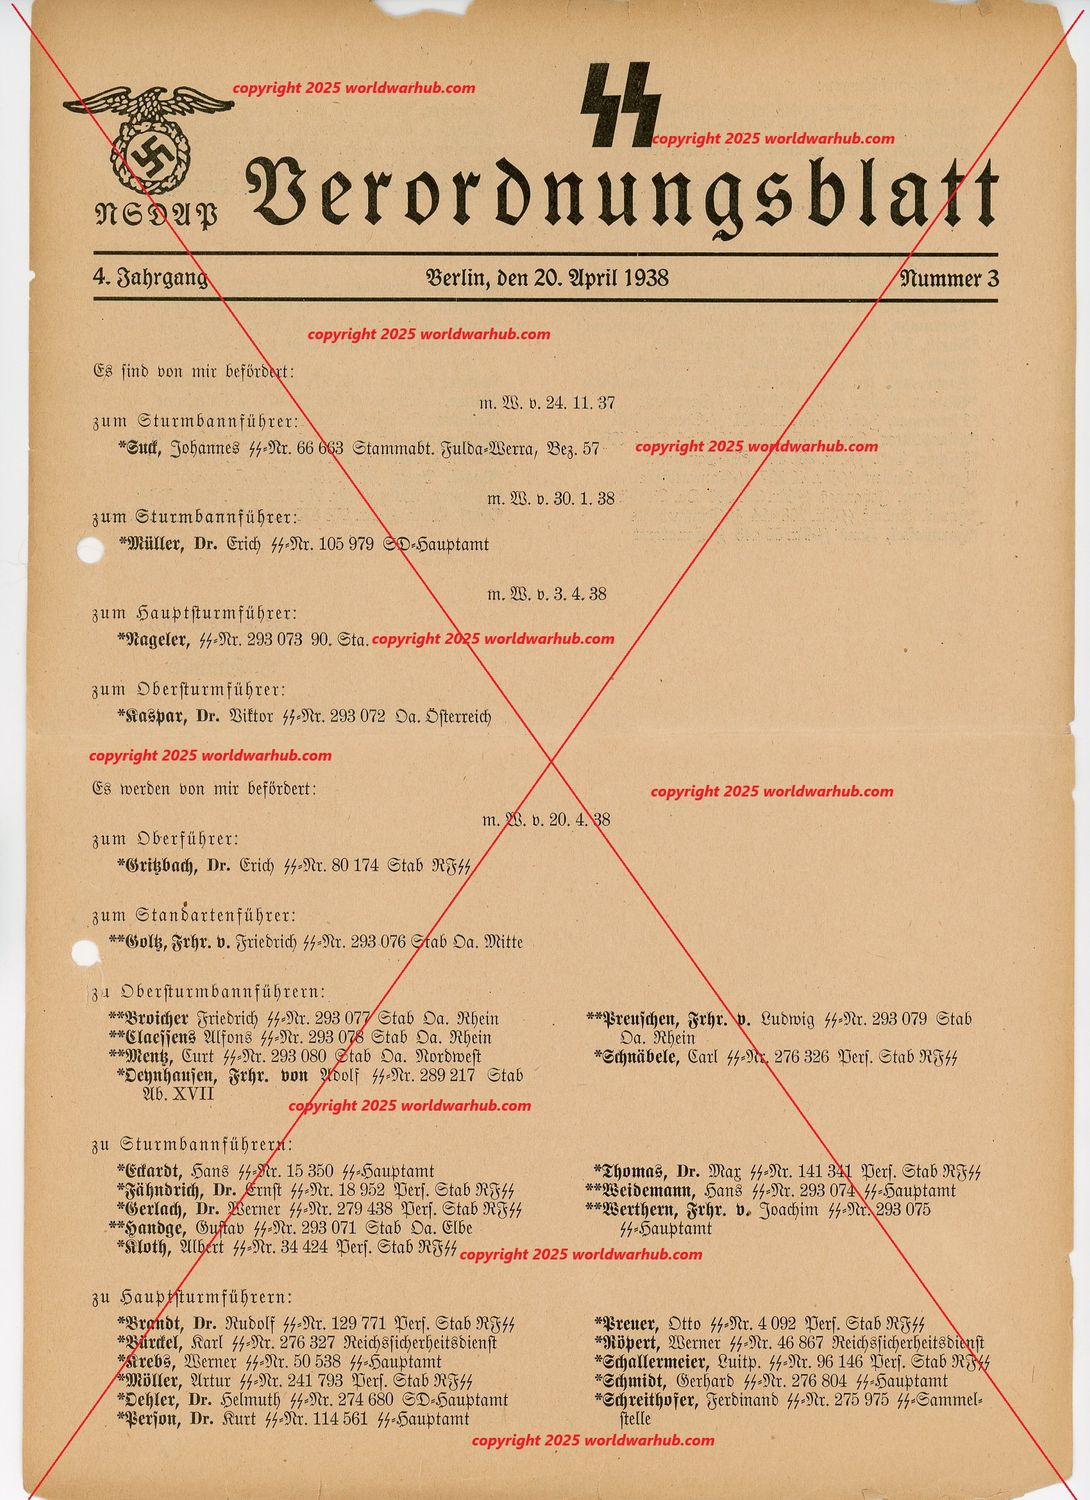 copyright 2025 worldwarhub.com
SS
copyright 2025 worldwarhub.com
NSDAP
Verordnungsblatt
4. Jahrgang Berlin, den 20. April 1938 Nummer 3
copyright 2025 worldwarhub.com
Es sind von mir befördert:
m. W. v. 24. 11. 37
zum Sturmbannführer:
*Suck, Johannes SS-Nr. 66 663 Stammabt. Fulda-Werra, Bez. 57
copyright 2025 worldwarhub.com
m. W. v. 30. 1. 38
zum Sturmbannführer:
*Müller, Dr. Erich SS-Nr. 105 979 SD-Hauptamt
m. W. v. 3. 4. 38
zum Hauptsturmführer:
*Nageler, SS-Nr. 293 073 90. Sta.
copyright 2025 worldwarhub.com
zum Obersturmführer:
*Kaspar, Dr. Viktor SS-Nr. 293 072 Oa. Österreich
copyright 2025 worldwarhub.com
Es werden von mir befördert:
copyright 2025 worldwarhub.com
m. W. v. 20. 4. 38
zum Oberführer:
*Gritzbach, Dr. Erich SS-Nr. 80 174 Stab RFSS
zum Standartenführer:
**Goltz, Frhr. v. Friedrich SS-Nr. 293 076 Stab Oa. Mitte
zu Obersturmbannführern:
**Broicher Friedrich SS-Nr. 293 077 Stab Oa. Rhein
**Claessens Alfons SS-Nr. 293 078 Stab Oa. Rhein
**Mentz, Curt SS-Nr. 293 080 Stab Oa. Nordwest
*Oeynhausen, Frhr. von Adolf SS-Nr. 289 217 Stab
Ab. XVII
**Preuschen, Frhr. v. Ludwig SS-Nr. 293 079 Stab
Oa. Rhein
*Schnäbele, Carl SS-Nr. 276 326 Pers. Stab RFSS
copyright 2025 worldwarhub.com
zu Sturmbannführern:
*Eckardt, Hans SS-Nr. 15 350 SS-Hauptamt
*Fähndrich, Dr. Ernst SS-Nr. 18 952 Pers. Stab RFSS
*Gerlach, Dr. Werner SS-Nr. 279 438 Pers. Stab RFSS
**Handge, Gustav SS-Nr. 293 071 Stab Oa. Elbe
*Kloth, Albert SS-Nr. 34 424 Pers. Stab RFSS
*Thomas, Dr. Max SS-Nr. 141 341 Pers. Stab RFSS
**Weidemann, Hans SS-Nr. 293 074 SS-Hauptamt
**Werthern, Frhr. v. Joachim SS-Nr. 293 075
SS-Hauptamt
copyright 2025 worldwarhub.com
zu Hauptsturmführern:
*Brandt, Dr. Rudolf SS-Nr. 129 771 Pers. Stab RFSS
*Bürckel, Karl SS-Nr. 276 327 Reichssicherheitsdienst
*Krebs, Werner SS-Nr. 50 538 SS-Hauptamt
*Möller, Artur SS-Nr. 241 793 Pers. Stab RFSS
*Oehler, Dr. Helmuth SS-Nr. 274 680 SD-Hauptamt
*Person, Dr. Kurt SS-Nr. 114 561 SS-Hauptamt
*Preuer, Otto SS-Nr. 4 092 Pers. Stab RFSS
*Röpert, Werner SS-Nr. 46 867 Reichssicherheitsdienst
*Schallermeier, Luitp. SS-Nr. 96 146 Pers. Stab RFSS
*Schmidt, Gerhard SS-Nr. 276 804 SS-Hauptamt
*Schreithofer, Ferdinand SS-Nr. 275 975 SS-Sammel-
stelle
copyright 2025 worldwarhub.com